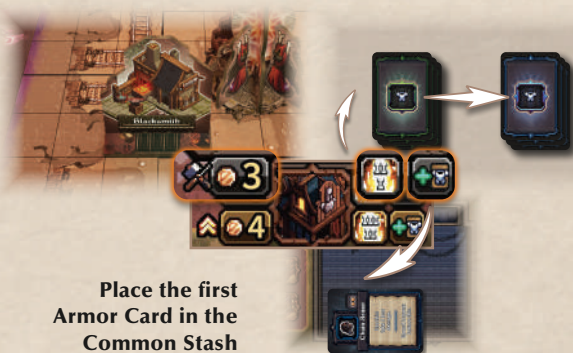 Blacksmith
3
4
Place the first
Armor Card in the
Common Stash